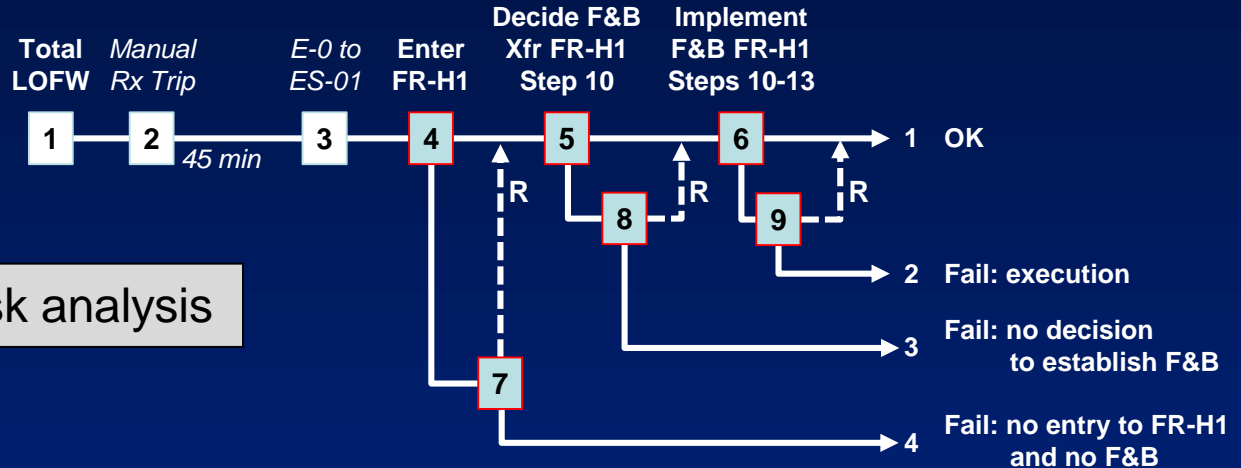 Total
LOFW
Manual
Rx Trip
E-0 to
ES-01
Enter
FR-H1
Decide F&B
Xfr FR-H1
Step 10
Implement
F&B FR-H1
Steps 10-13
1
2
45 min
3
4
5
6
1 OK
R
R
R
8
9
2 Fail: execution
sk analysis
3 Fail: no decision
to establish F&B
7
4 Fail: no entry to FR-H1
and no F&B